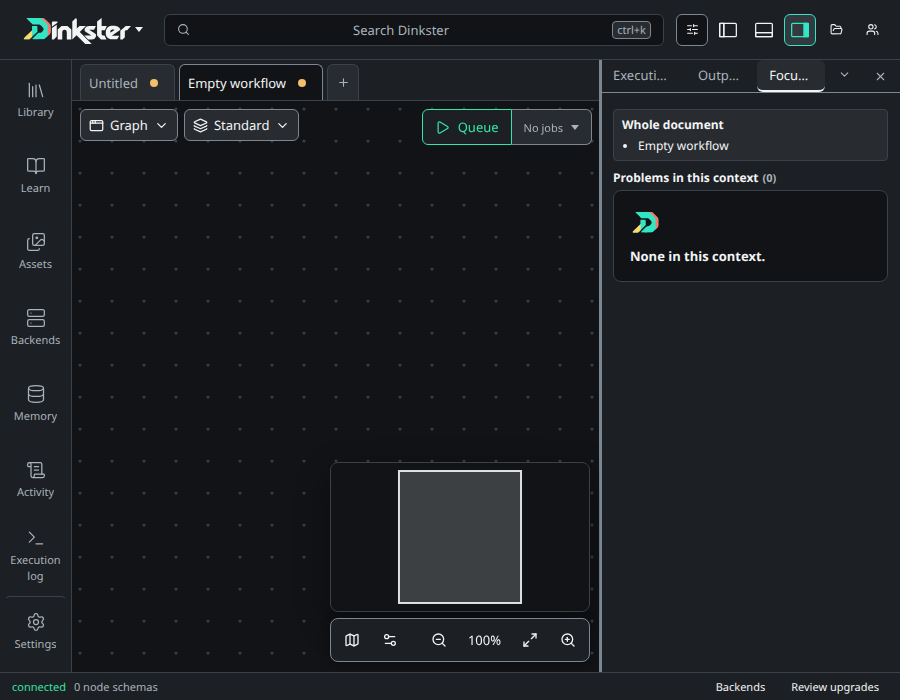 Dinkster
Search Dinkster
ctrl+k
Library
Learn
Assets
Backends
Memory
Activity
Execution
log
Settings
Untitled
Empty workflow
Graph
Standard
Queue
No jobs
100%
Executi...
Outp...
Focu...
Whole document
• Empty workflow
Problems in this context (0)
None in this context.
connected
0 node schemas
Backends
Review upgrades